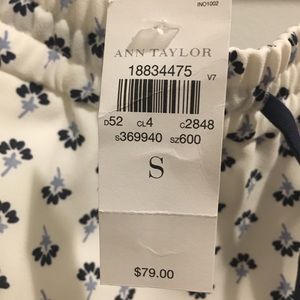 INO1002
ANN TAYLOR
18834475
V7
D52 CL4 C2848
S369940 SZ600
S
$79.00